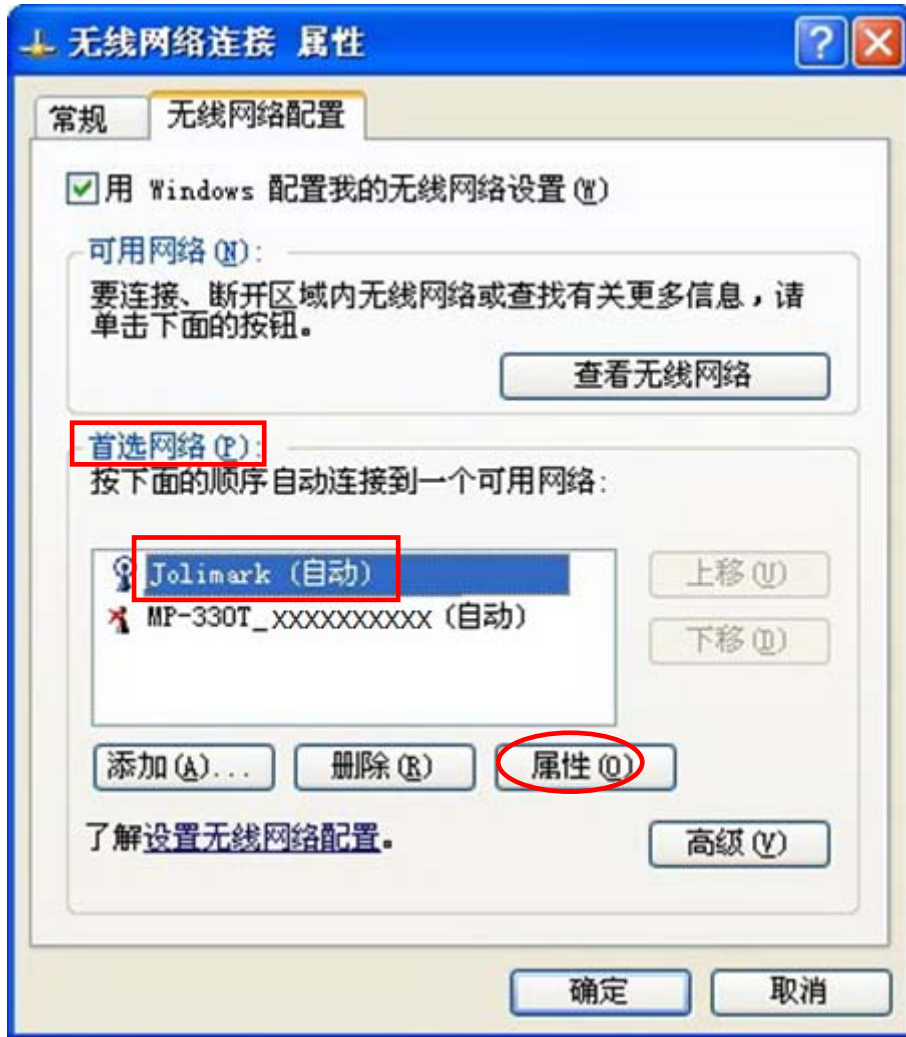 无线网络连接 属性
常规
无线网络配置
用 Windows 配置我的无线网络设置(W)
可用网络(N):
要连接、断开区域内无线网络或查找有关更多信息，请
单击下面的按钮。
查看无线网络
首选网络(P):
按下面的顺序自动连接到一个可用网络:
Jolimark (自动)
上移(U)
MP-330T_XXXXXXXXXX (自动)
下移(D)
添加(A)...
删除(R)
属性(O)
了解设置无线网络配置。
高级(V)
确定
取消